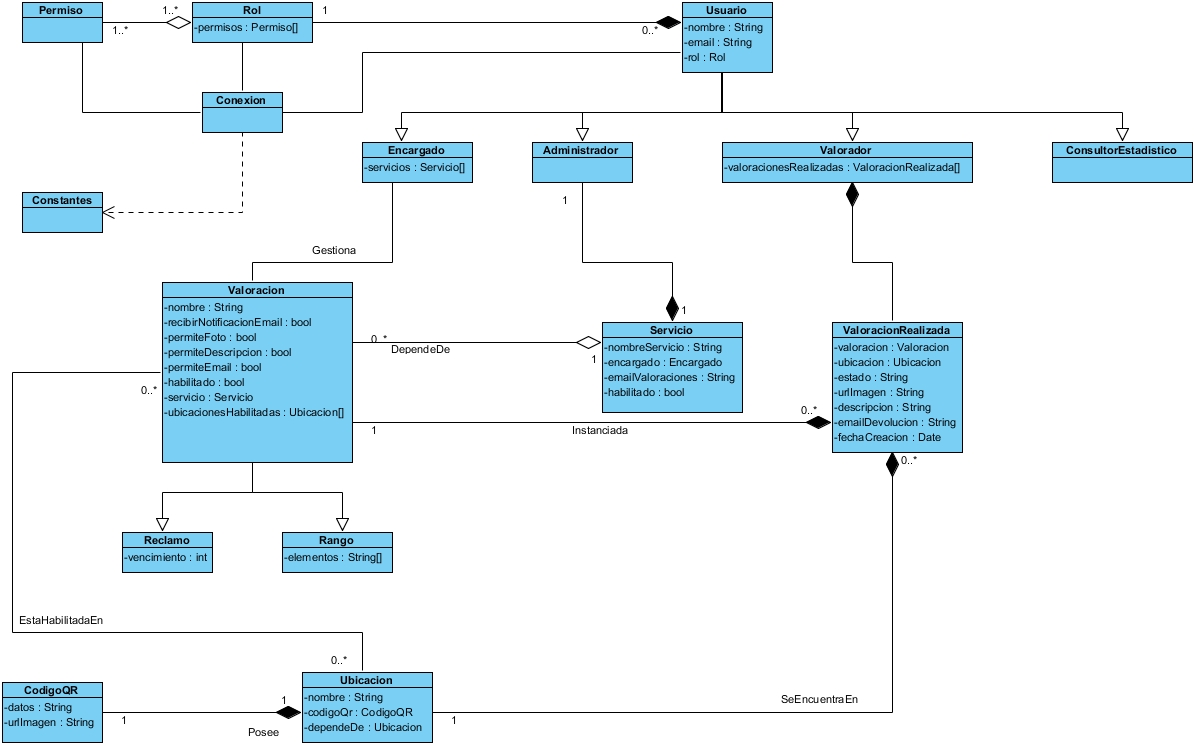 Permiso
1..*
1..*
Rol
-permisos : Permiso[]
1
0..*
Usuario
-nombre : String
-email : String
-rol : Rol
Conexion
Constantes
Encargado
-servicios : Servicio[]
Administrador
Valorador
-valoracionesRealizadas : ValoracionRealizada[]
ConsultorEstadistico
1
Gestiona
Valoracion
-nombre : String
-recibirNotificacionEmail : bool
-permiteFoto : bool
-permiteDescripcion : bool
-permiteEmail : bool
-habilitado : bool
-servicio : Servicio
-ubicacionesHabilitadas : Ubicacion[]
0..*
DependeDe
1
1
Servicio
-nombreServicio : String
-encargado : Encargado
-emailValoraciones : String
-habilitado : bool
ValoracionRealizada
-valoracion : Valoracion
-ubicacion : Ubicacion
-estado : String
-urlImagen : String
-descripcion : String
-emailDevolucion : String
-fechaCreacion : Date
0..*
1
Instanciada
0..*
0..*
Reclamo
-vencimiento : int
Rango
-elementos : String[]
EstaHabilitadaEn
0..*
CodigoQR
-datos : String
-urlImagen : String
1
1
Posee
Ubicacion
-nombre : String
-codigoQr : CodigoQR
-dependeDe : Ubicacion
1
SeEncuentraEn